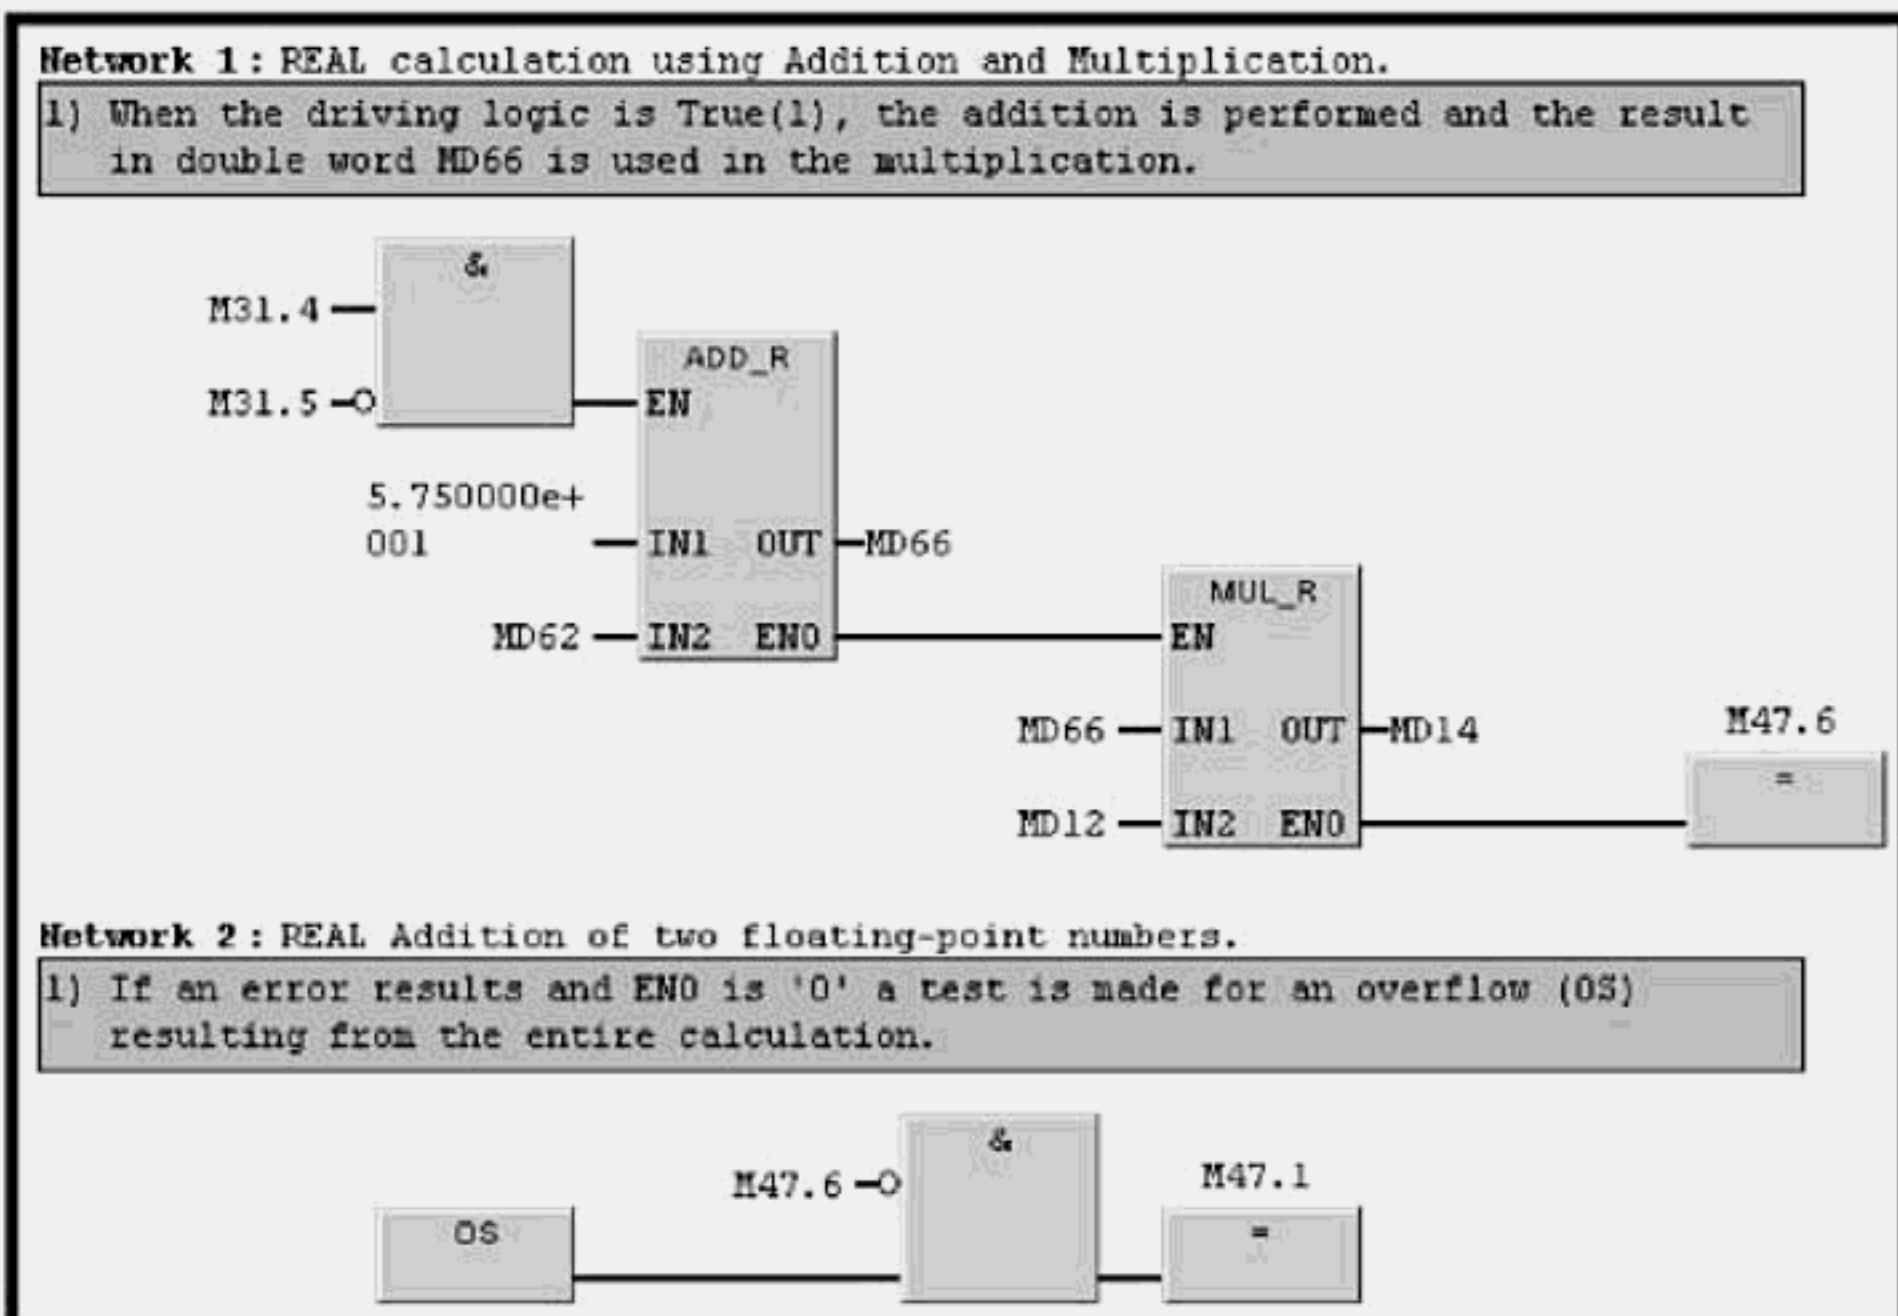 Network 1: REAL calculation using Addition and Multiplication.
1) When the driving logic is True(1), the addition is performed and the result
in double word MD66 is used in the multiplication.
&
M31.4
ADD_R
M31.5
EN
5.750000e+
001
IN1 OUT
MD66
MUL_R
MD62
IN2 ENO
EN
MD66
IN1 OUT
MD14
M47.6
=
MD12
IN2 ENO
Network 2: REAL Addition of two floating-point numbers.
1) If an error results and ENO is '0' a test is made for an overflow (OS)
resulting from the entire calculation.
&
M47.6
M47.1
OS
=